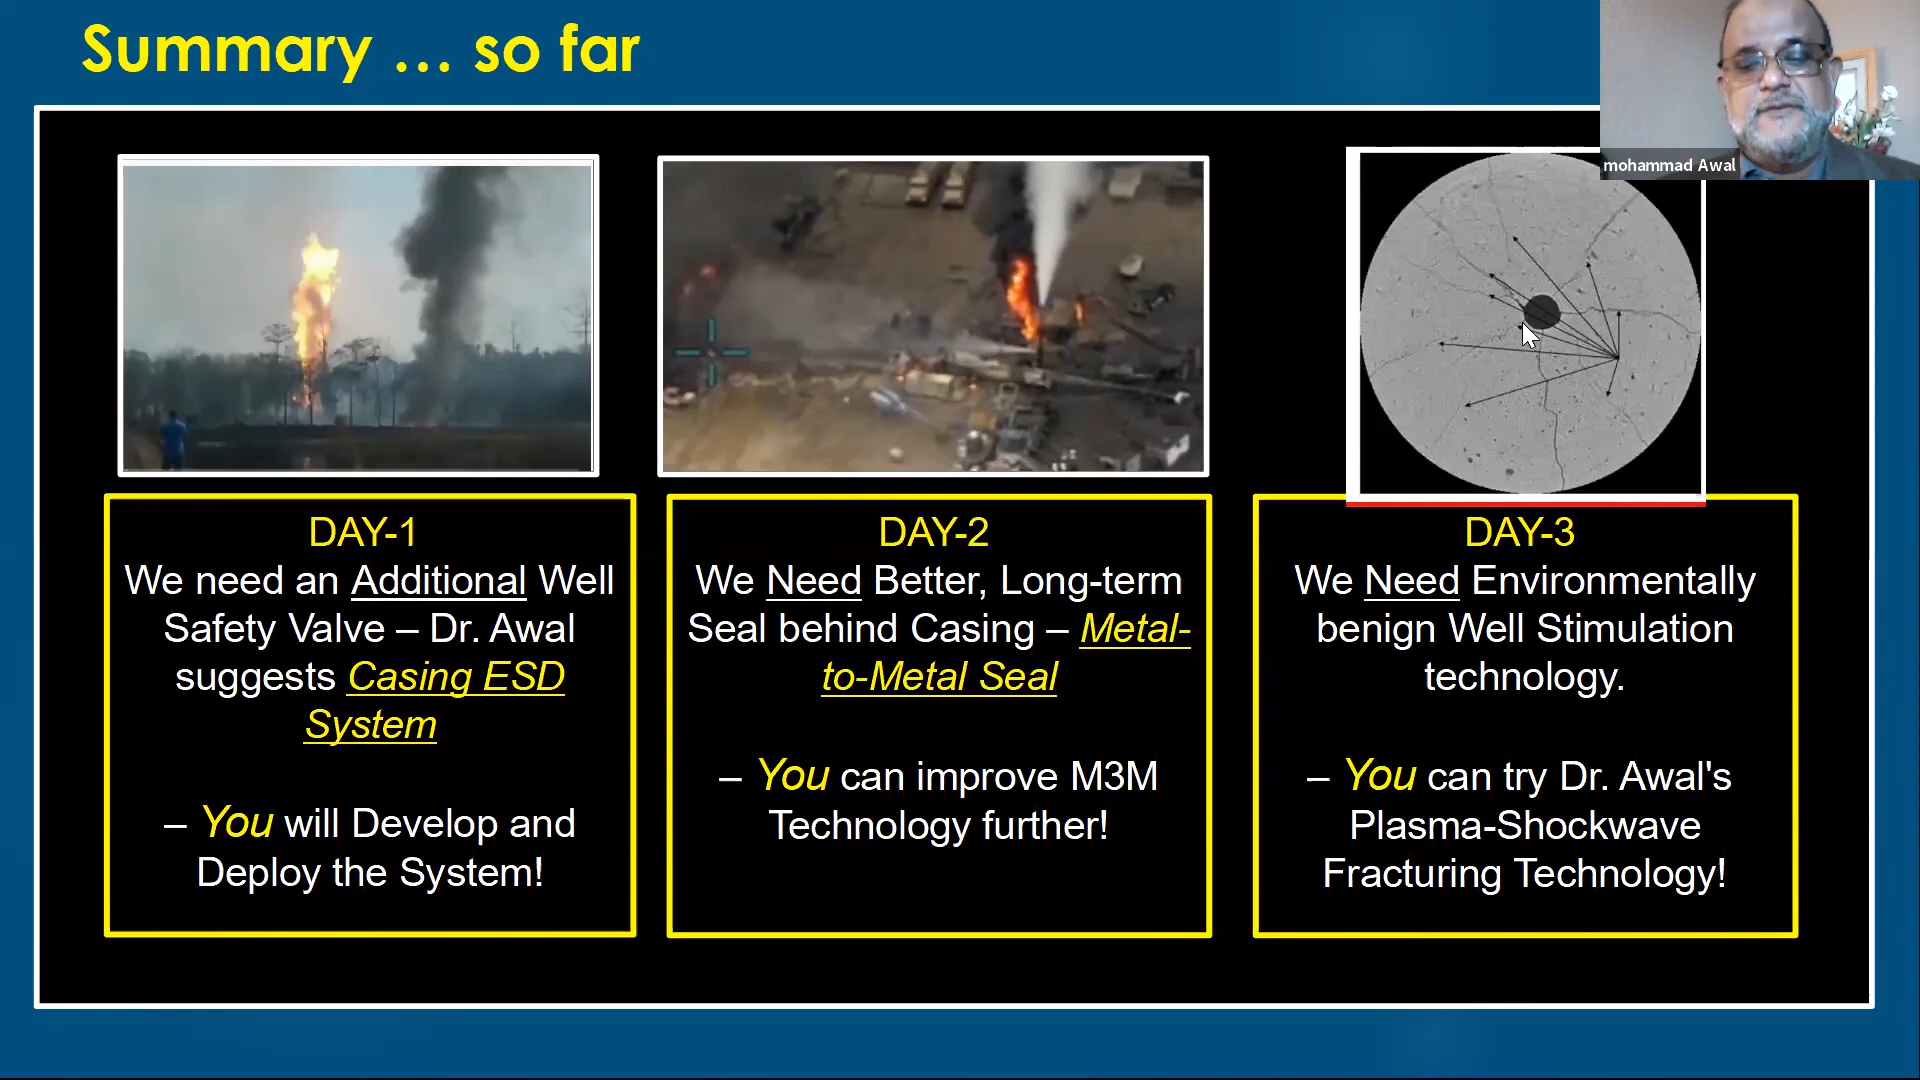 Summary … so far
mohammad Awal
DAY-1
We need an Additional Well
Safety Valve – Dr. Awal
suggests Casing ESD
System
– You will Develop and
Deploy the System!
DAY-2
We Need Better, Long-term
Seal behind Casing – Metal-
to-Metal Seal
– You can improve M3M
Technology further!
DAY-3
We Need Environmentally
benign Well Stimulation
technology.
– You can try Dr. Awal's
Plasma-Shockwave
Fracturing Technology!